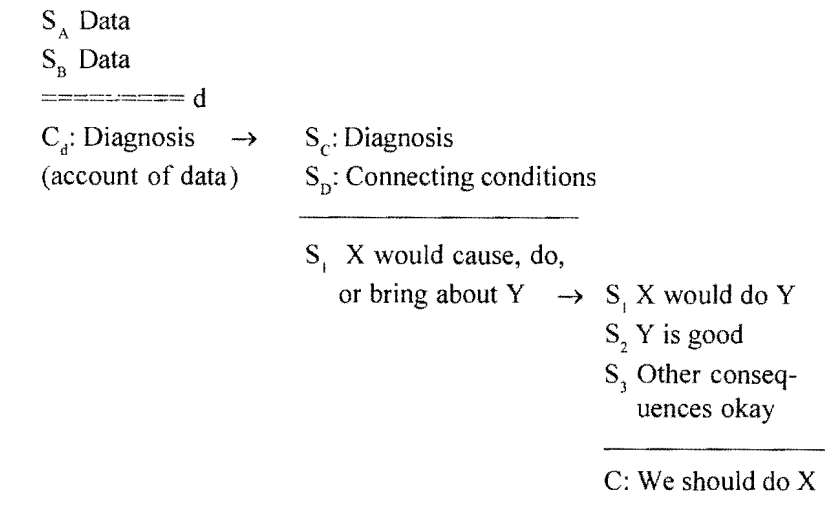 S_A Data
S_B Data
========= d
C_d: Diagnosis → S_C: Diagnosis
(account of data) S_D: Connecting conditions
S_1 X would cause, do,
or bring about Y → S_1 X would do Y
S_2 Y is good
S_3 Other conseq-
uences okay
C: We should do X